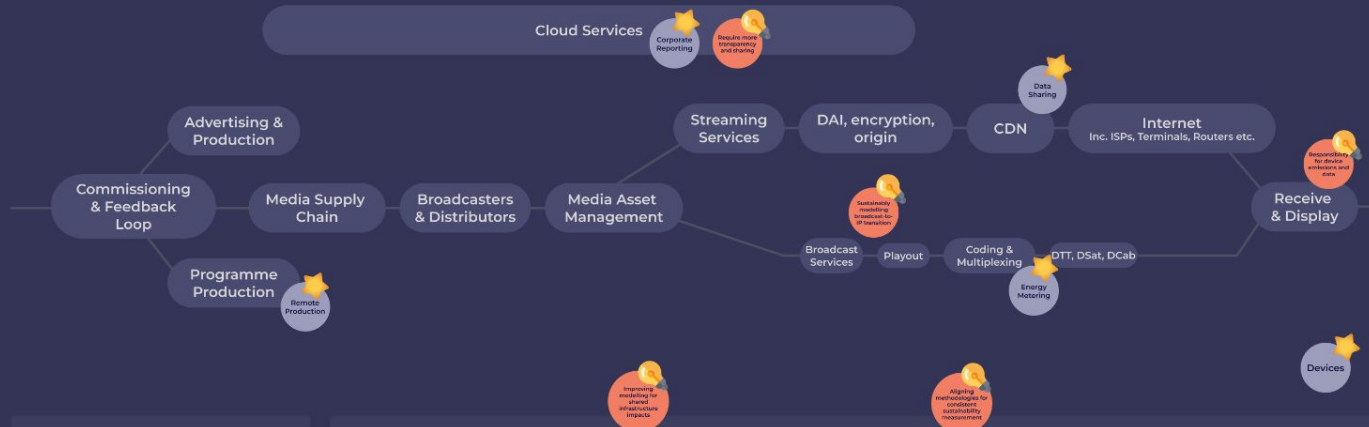 Cloud Services
Corporate
Reporting
Require more
transparency
and sharing
Data
Sharing
Advertising &
Production
Streaming
Services
DAI, encryption,
origin
CDN
Internet
Inc. ISPs, Terminals, Routers etc.
Responsibility
for device
emissions and
data
Commissioning
& Feedback
Loop
Media Supply
Chain
Broadcasters
& Distributors
Media Asset
Management
Sustainably
modelling
broadcast-to-
IP transition
Receive
& Display
Broadcast
Services
Playout
Coding &
Multiplexing
DTT, DSat, DCab
Programme
Production
Remote
Production
Energy
Metering
Devices
Improving
modelling for
shared
infrastructure
impacts
Aligning
methodologies for
consistent
sustainability
measurement